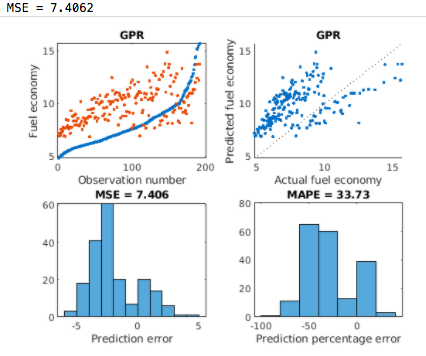 MSE = 7.4062
GPR
GPR
Fuel economy
15
10
5
0
100
200
Observation number
Predicted fuel economy
15
10
5
5
10
15
Actual fuel economy
MSE = 7.406
MAPE = 33.73
60
40
20
0
-5
0
5
Prediction error
80
60
40
20
0
-100
-50
0
Prediction percentage error